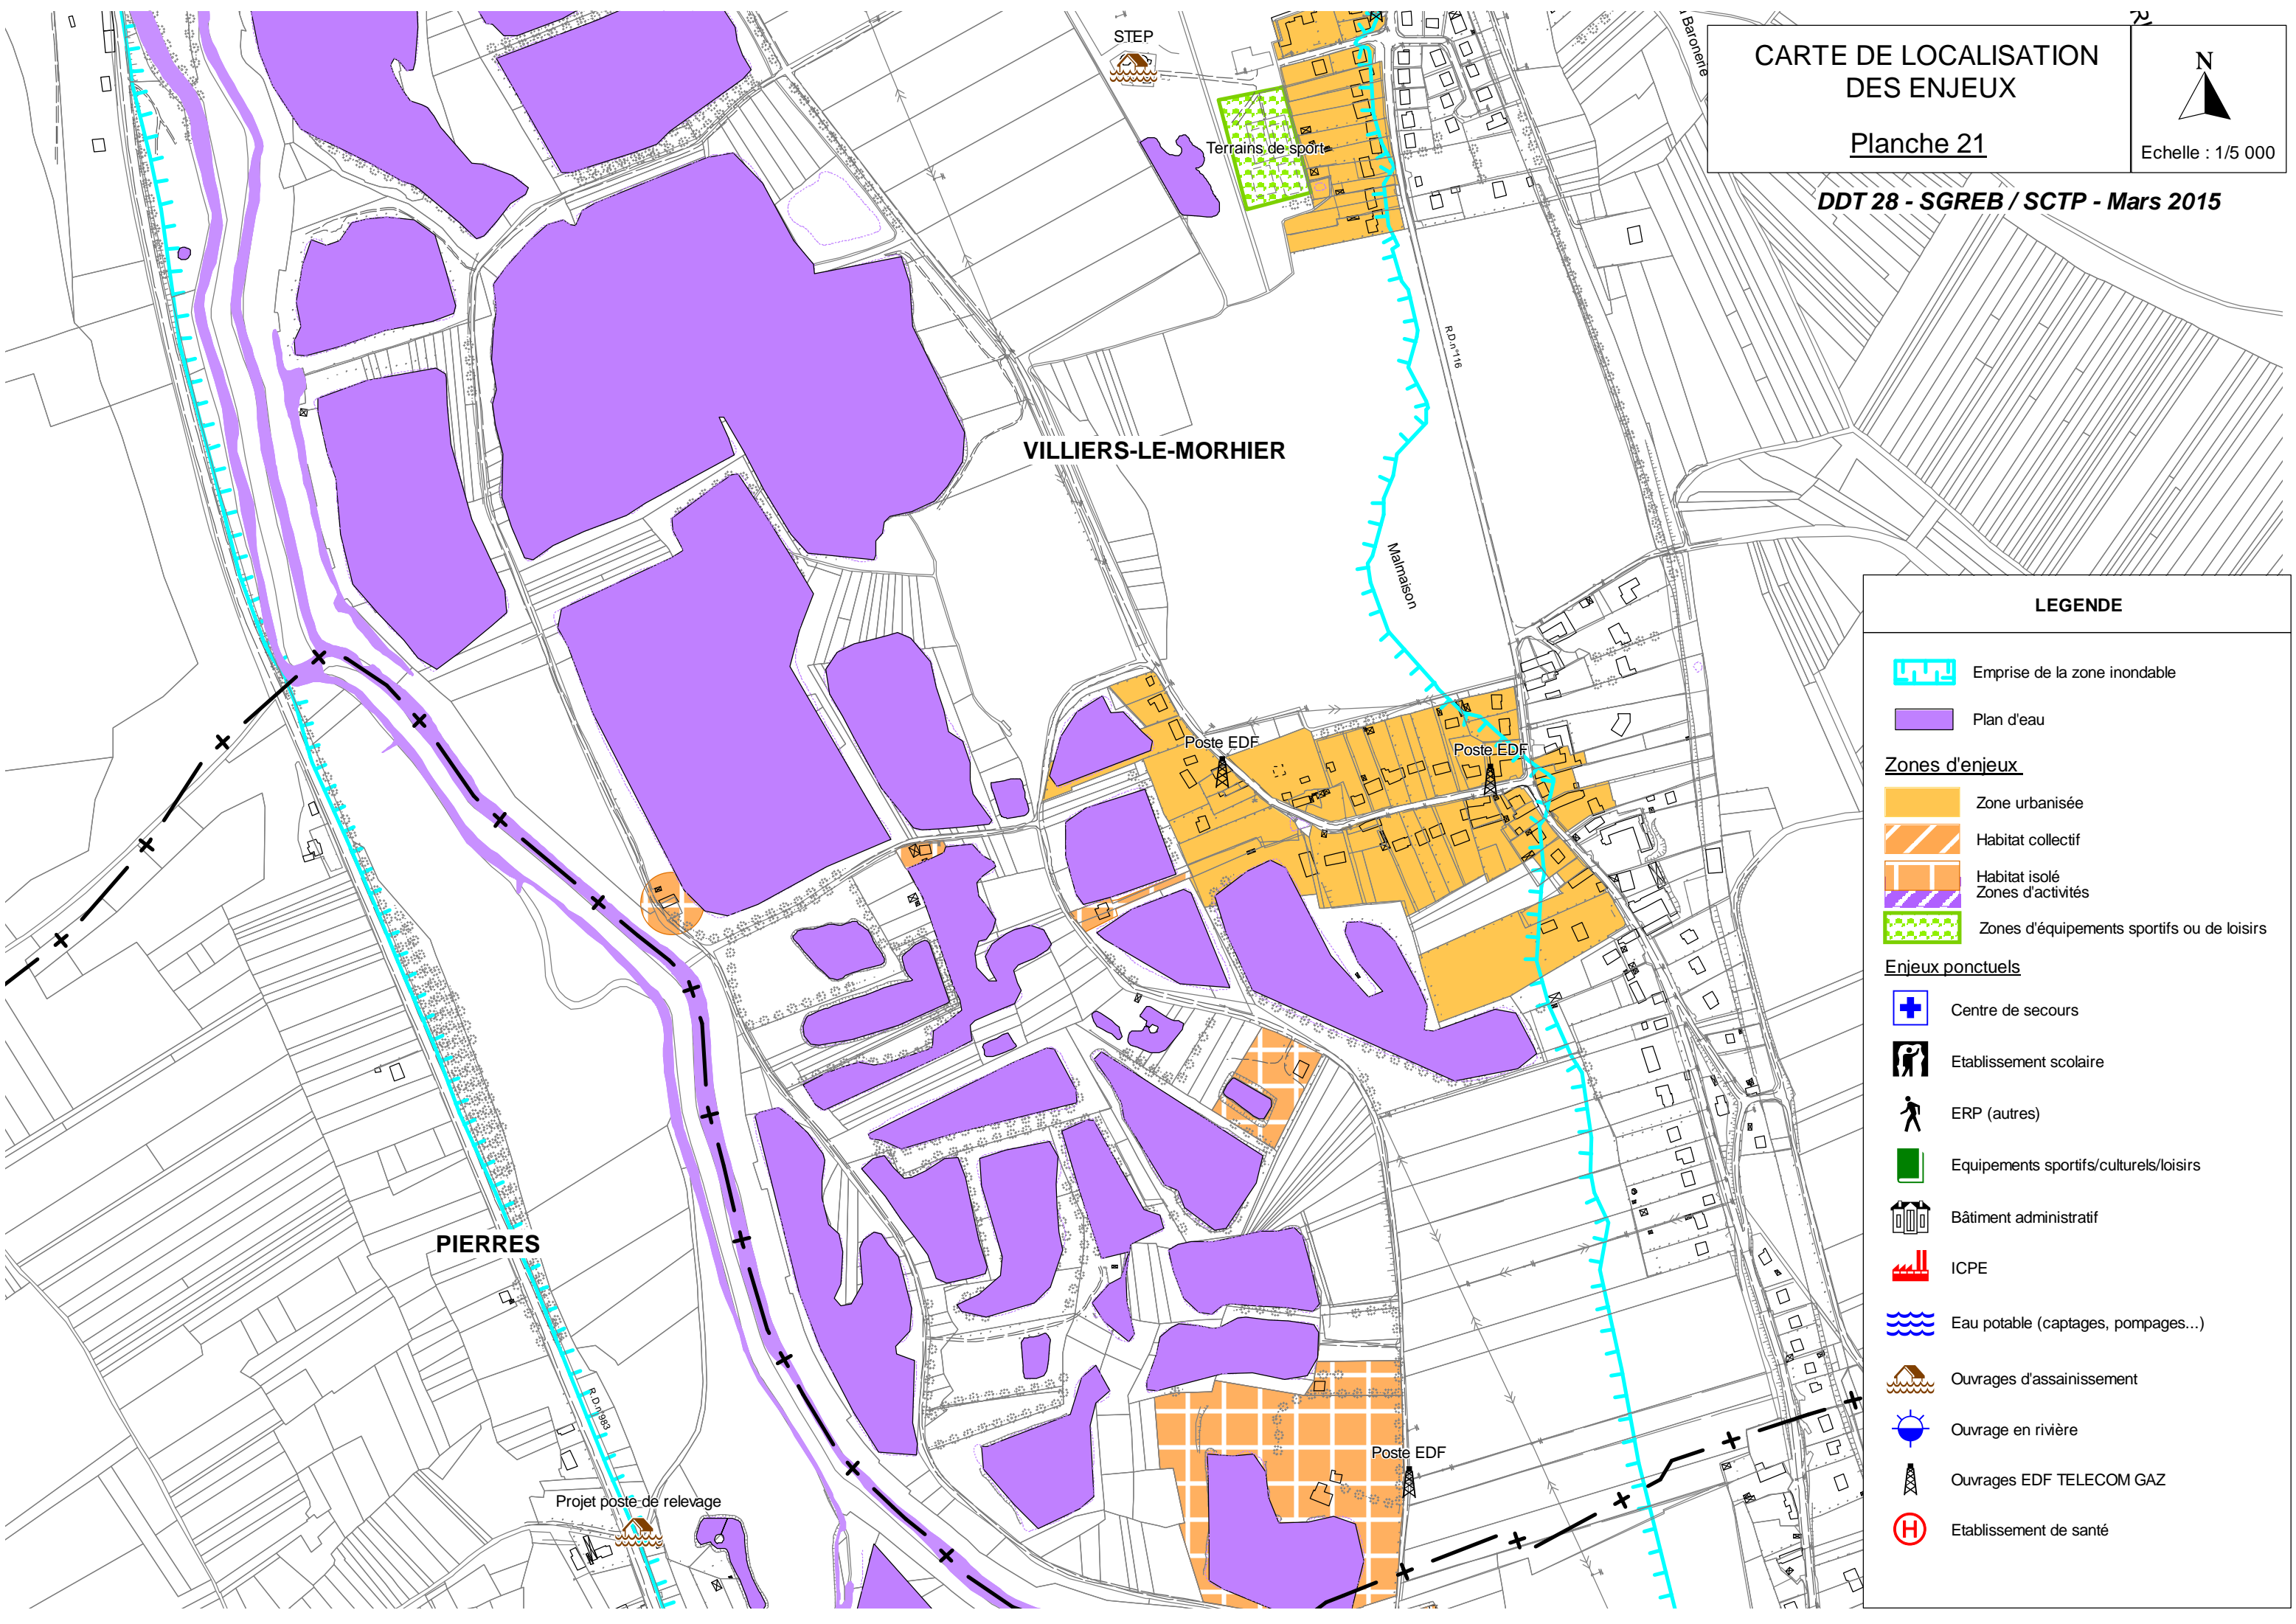 STEP
Baronerie
CARTE DE LOCALISATION
DES ENJEUX
Planche 21
N
Echelle : 1/5 000
DDT 28 - SGREB / SCTP - Mars 2015
Terrains de sport
R.D.n°116
VILLIERS-LE-MORHIER
Malmaison
Poste EDF
Poste EDF
PIERRES
R.D.n°983
Poste EDF
Projet poste de relevage
LEGENDE
Emprise de la zone inondable
Plan d'eau
Zones d'enjeux
Zone urbanisée
Habitat collectif
Habitat isolé
Zones d'activités
Zones d'équipements sportifs ou de loisirs
Enjeux ponctuels
Centre de secours
Etablissement scolaire
ERP (autres)
Equipements sportifs/culturels/loisirs
Bâtiment administratif
ICPE
Eau potable (captages, pompages...)
Ouvrages d'assainissement
Ouvrage en rivière
Ouvrages EDF TELECOM GAZ
H
Etablissement de santé